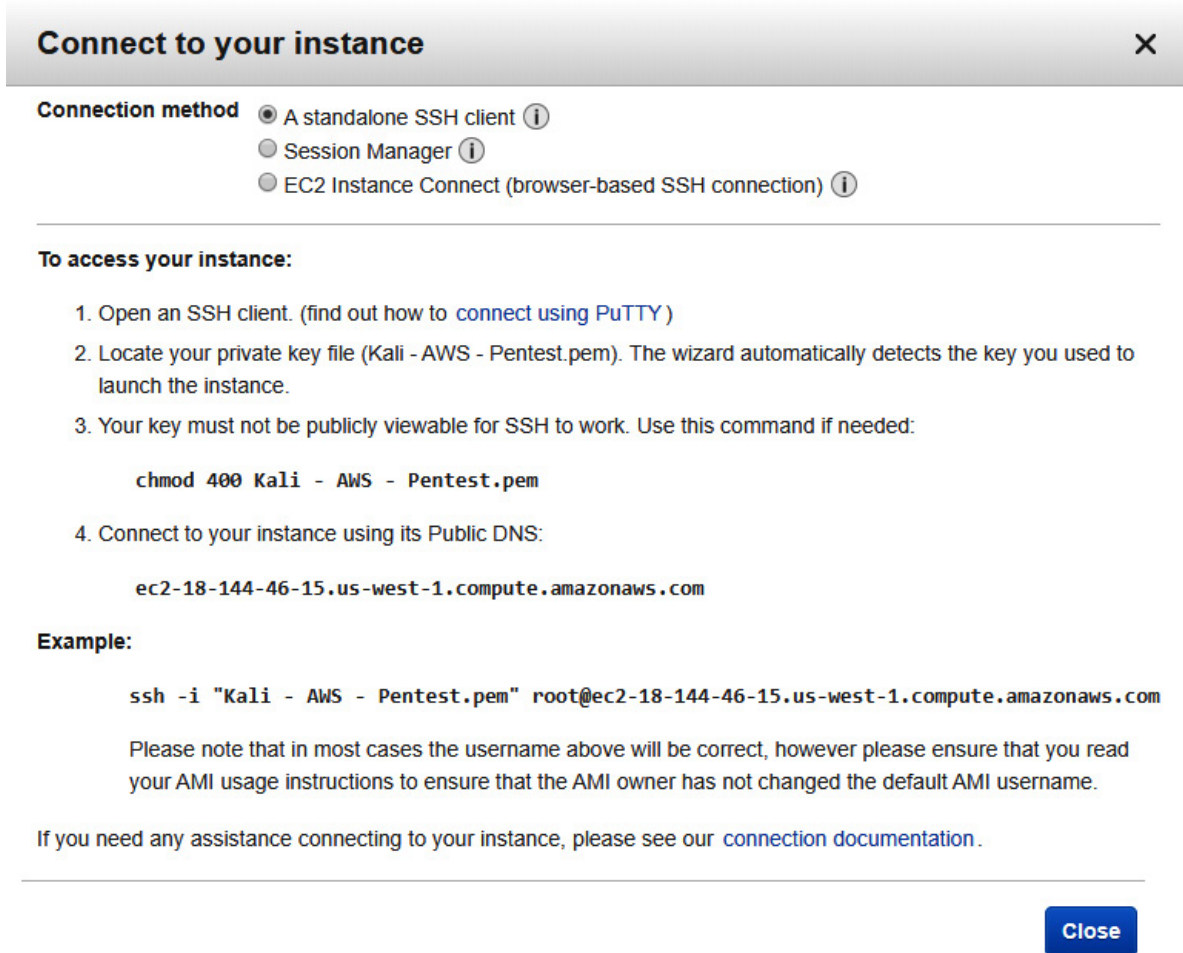 Connect to your instance
Connection method
A standalone SSH client
Session Manager
EC2 Instance Connect (browser-based SSH connection)
To access your instance:
1. Open an SSH client. (find out how to connect using PuTTY)
2. Locate your private key file (Kali - AWS - Pentest.pem). The wizard automatically detects the key you used to
launch the instance.
3. Your key must not be publicly viewable for SSH to work. Use this command if needed:
chmod 400 Kali - AWS - Pentest.pem
4. Connect to your instance using its Public DNS:
ec2-18-144-46-15.us-west-1.compute.amazonaws.com
Example:
ssh -i "Kali - AWS - Pentest.pem" root@ec2-18-144-46-15.us-west-1.compute.amazonaws.com
Please note that in most cases the username above will be correct, however please ensure that you read
your AMI usage instructions to ensure that the AMI owner has not changed the default AMI username.
If you need any assistance connecting to your instance, please see our connection documentation.
Close